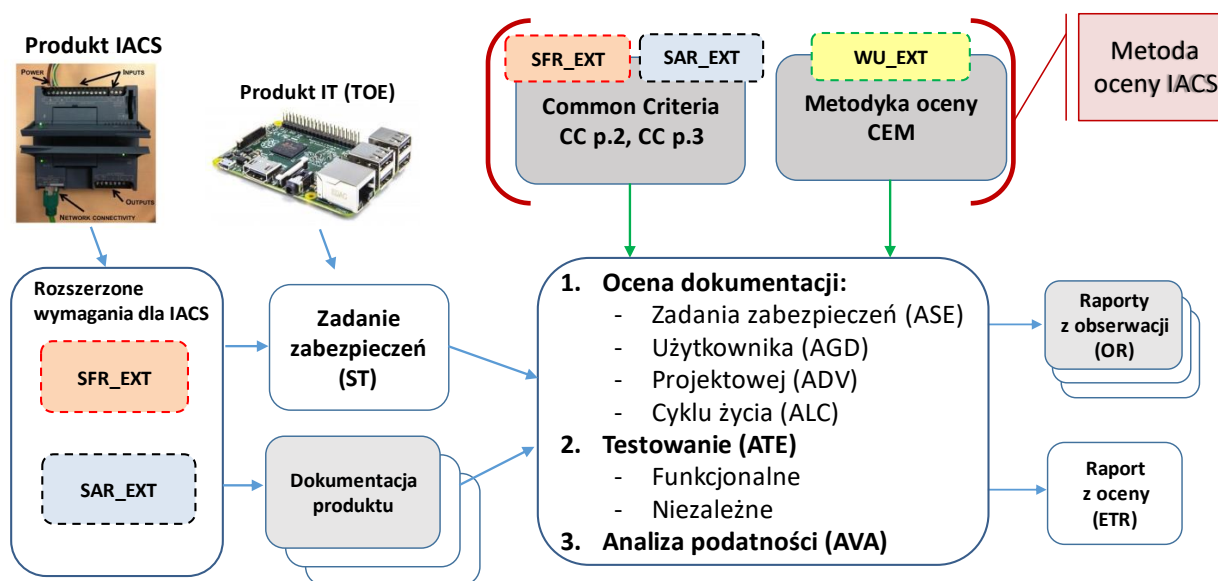 Produkt IACS
POWER
INPUTS
OUTPUTS
NETWORK CONNECTIVITY
Produkt IT (TOE)
SFR_EXT
SAR_EXT
Common Criteria
CC p.2, CC p.3
WU_EXT
Metodyka oceny
CEM
Metoda
oceny IACS
Rozszerzone
wymagania dla IACS
SFR_EXT
SAR_EXT
Zadanie
zabezpieczeń
(ST)
Dokumentacja
produktu
1. Ocena dokumentacji:
- Zadania zabezpieczeń (ASE)
- Użytkownika (AGD)
- Projektowej (ADV)
- Cyklu życia (ALC)
2. Testowanie (ATE)
- Funkcjonalne
- Niezależne
3. Analiza podatności (AVA)
Raporty
z obserwacji
(OR)
Raport
z oceny
(ETR)